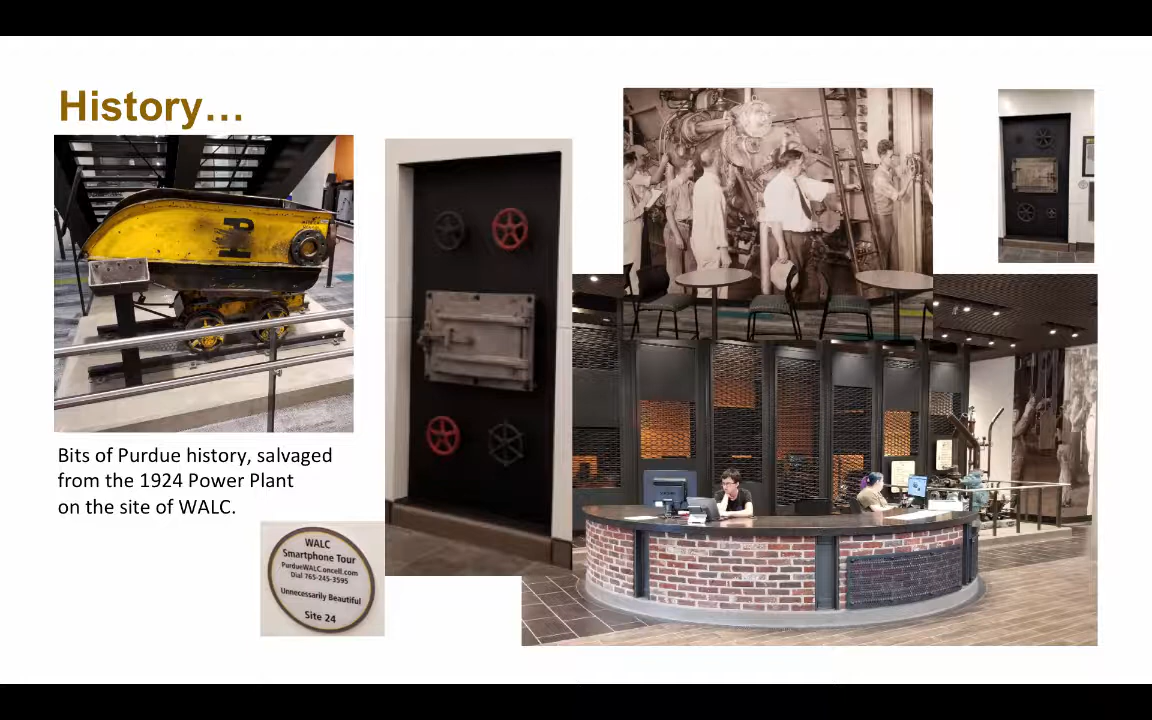 History…
P
Bits of Purdue history, salvaged
from the 1924 Power Plant
on the site of WALC.
WALC
Smartphone Tour
PurdueWALC.oncell.com
Dial 765-245-3595
Unnecessarily Beautiful
Site 24